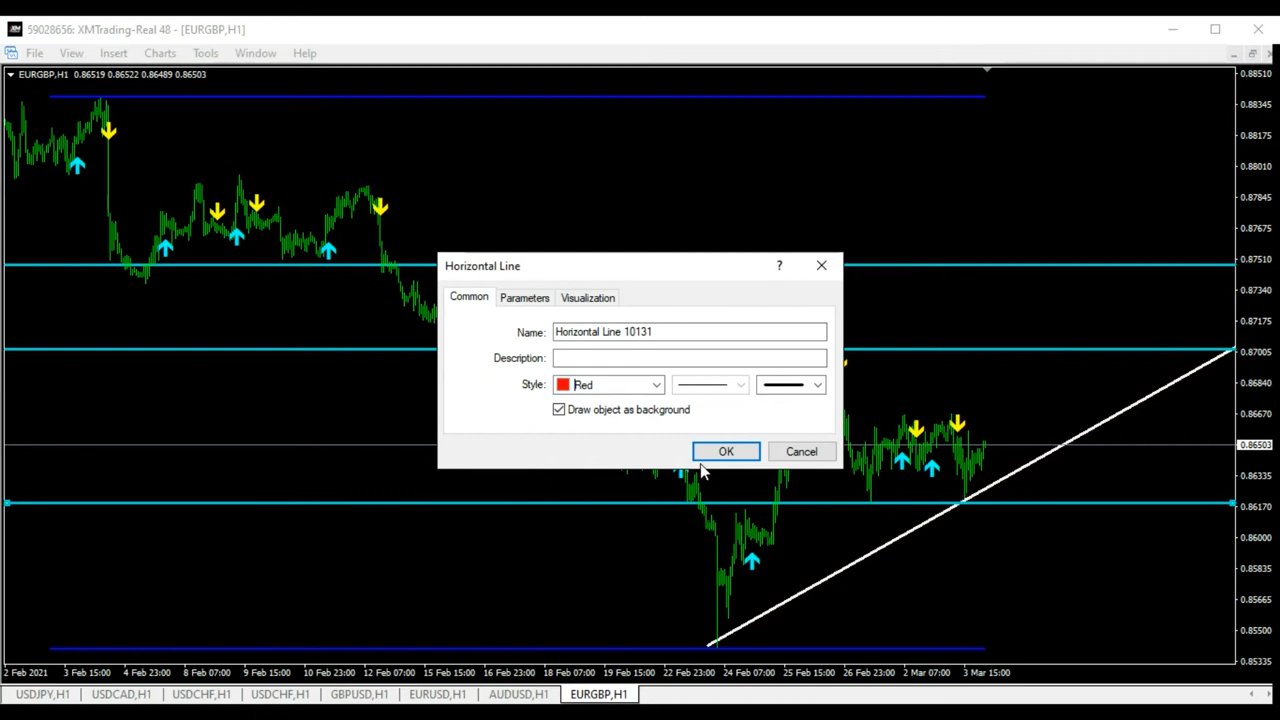 59028656: XMTrading-Real 48 - [EURGBP,H1]
File View Insert Charts Tools Window Help
EURGBP,H1 0.86519 0.86522 0.86489 0.86503
0.88510
0.88345
0.88175
0.88010
0.87845
0.87675
0.87510
0.87340
0.87175
0.87005
0.86840
0.86670
0.86503
0.86335
0.86170
0.86000
0.85835
0.85665
0.85500
0.85335
Horizontal Line
Common Parameters Visualization
Name: Horizontal Line 10131
Description:
Style: Red
Draw object as background
OK Cancel
2 Feb 2021 3 Feb 15:00 4 Feb 23:00 8 Feb 07:00 9 Feb 15:00 10 Feb 23:00 12 Feb 07:00 15 Feb 15:00 16 Feb 23:00 18 Feb 07:00 19 Feb 15:00 22 Feb 23:00 24 Feb 07:00 25 Feb 15:00 26 Feb 23:00 2 Mar 07:00 3 Mar 15:00
USDJPY,H1 USDCAD,H1 USDCHF,H1 USDCHF,H1 GBPUSD,H1 EURUSD,H1 AUDUSD,H1 EURGBP,H1